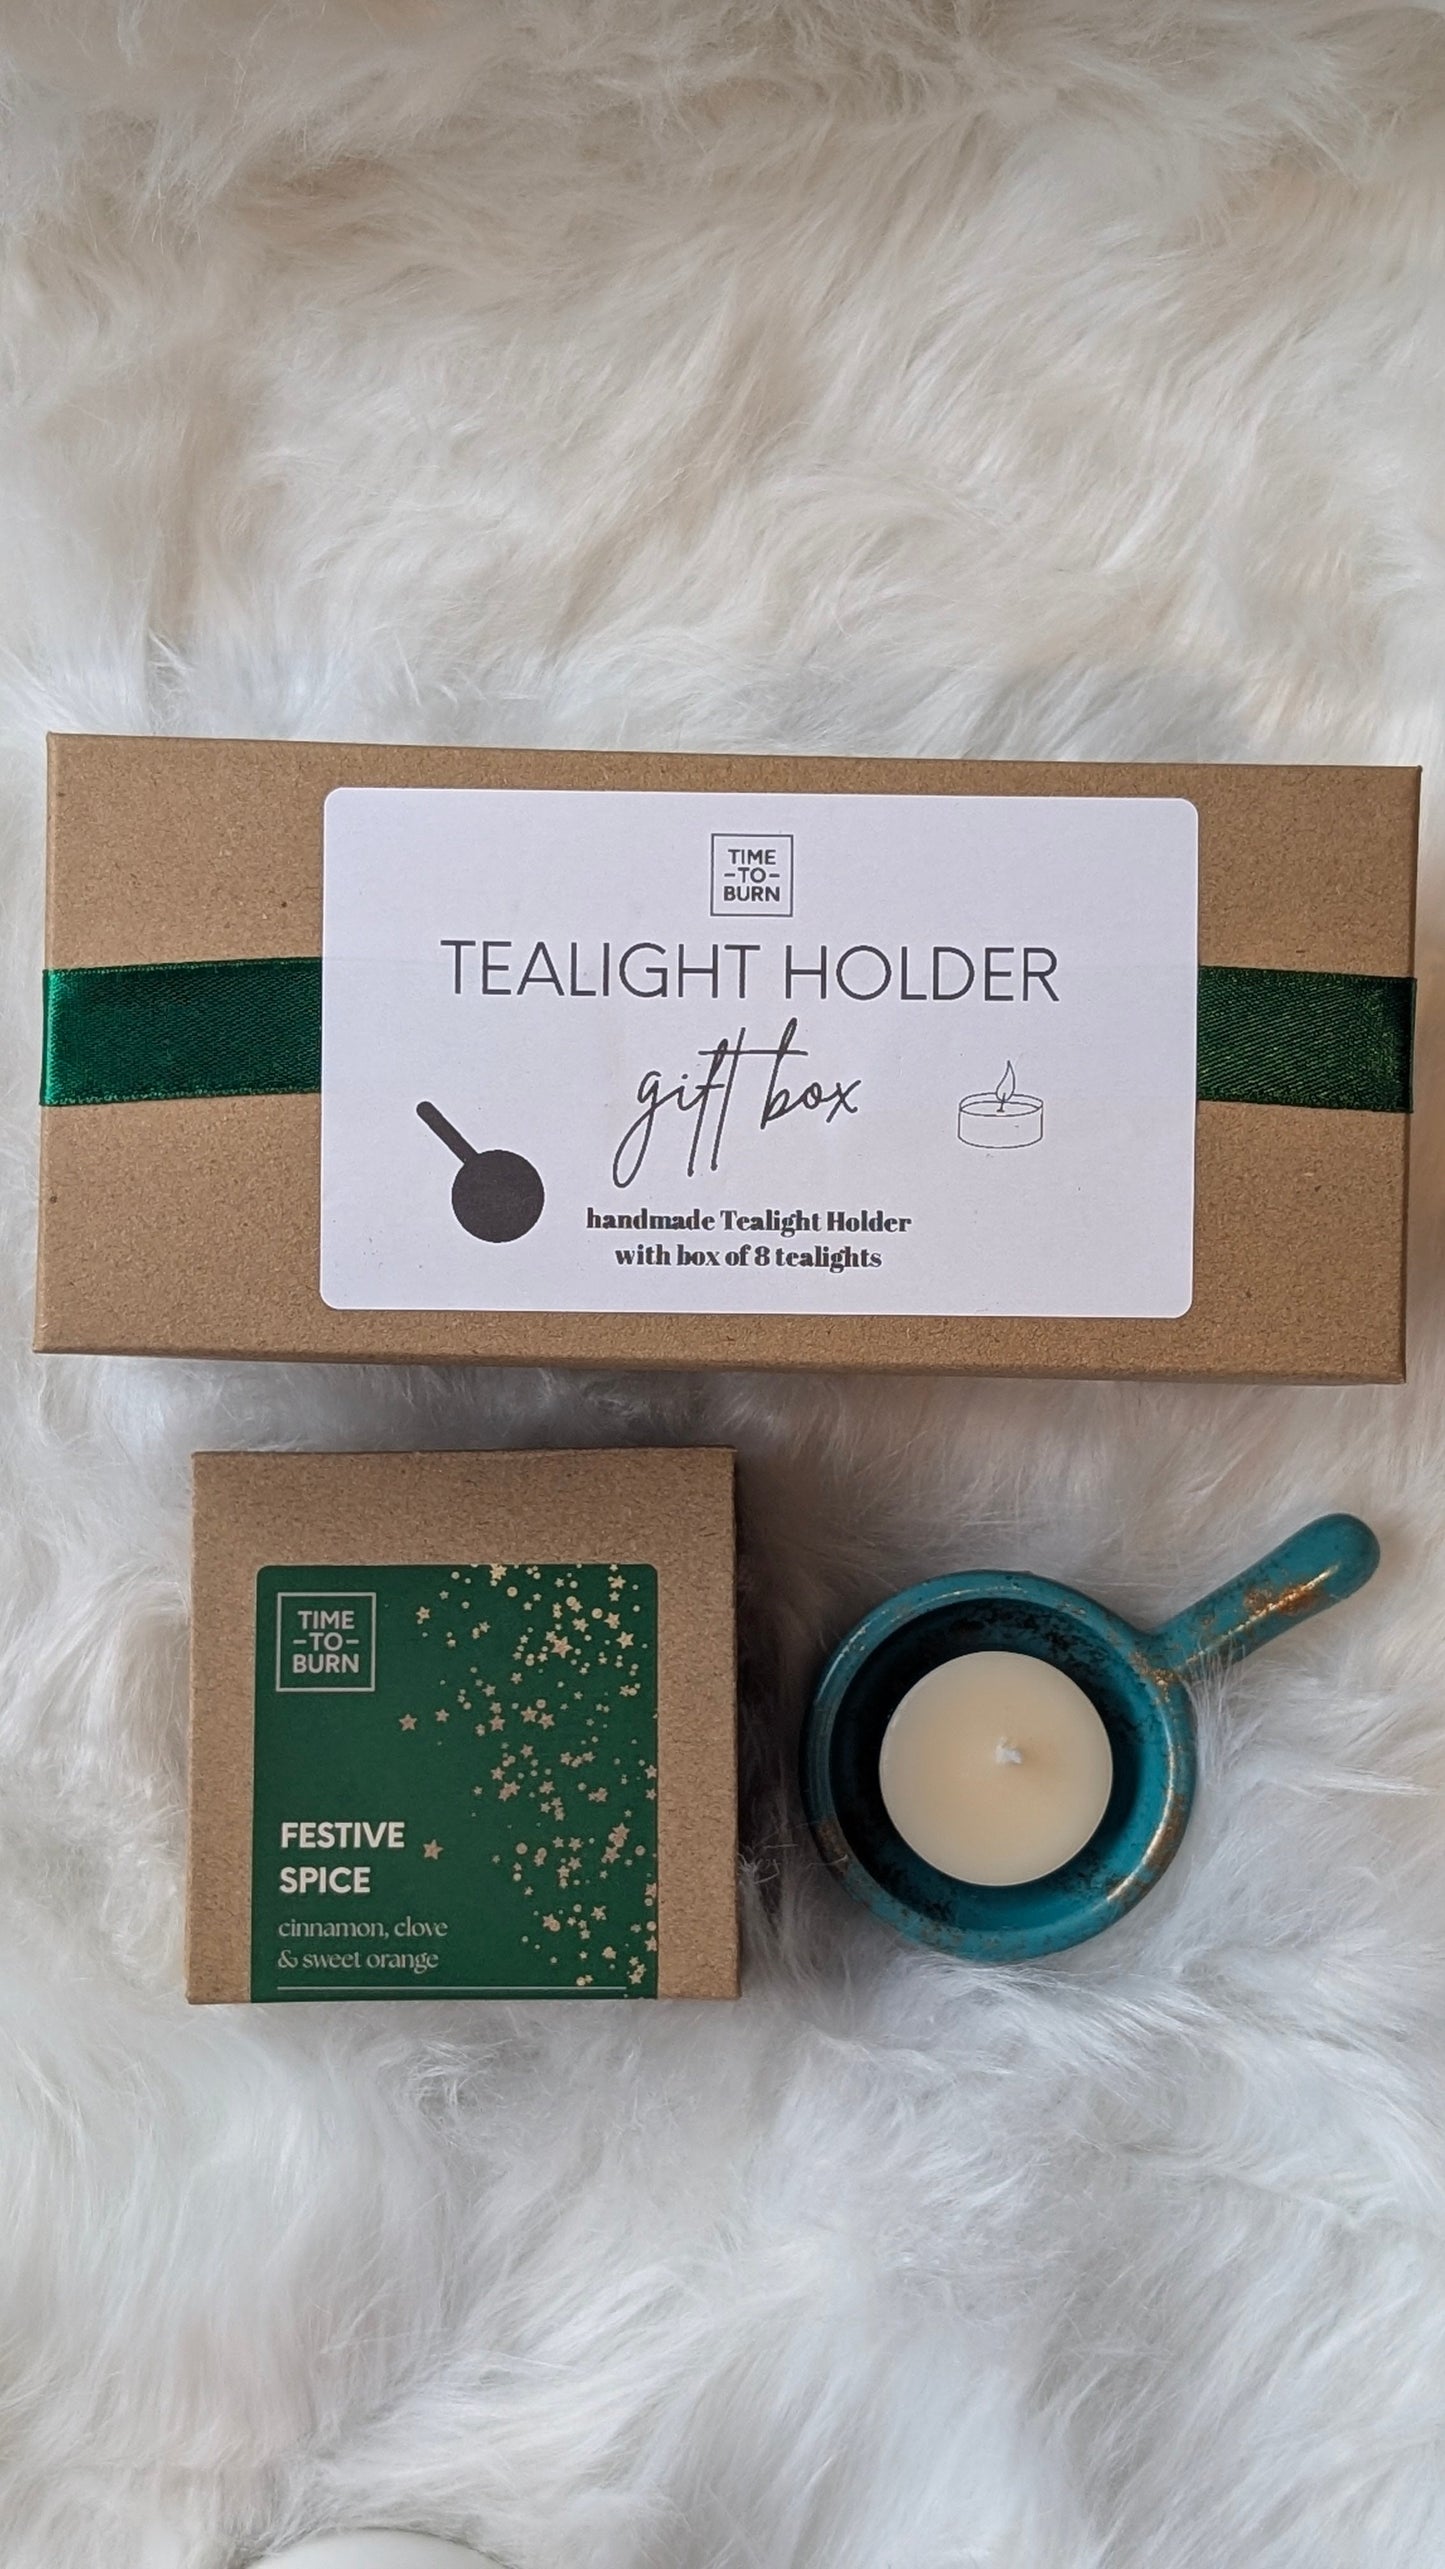 TIME
-TO-
BURN
TEALIGHT HOLDER
gift box
handmade Tealight Holder
with box of 8 tealights
TIME
-TO-
BURN
FESTIVE
SPICE
cinnamon, clove
& sweet orange